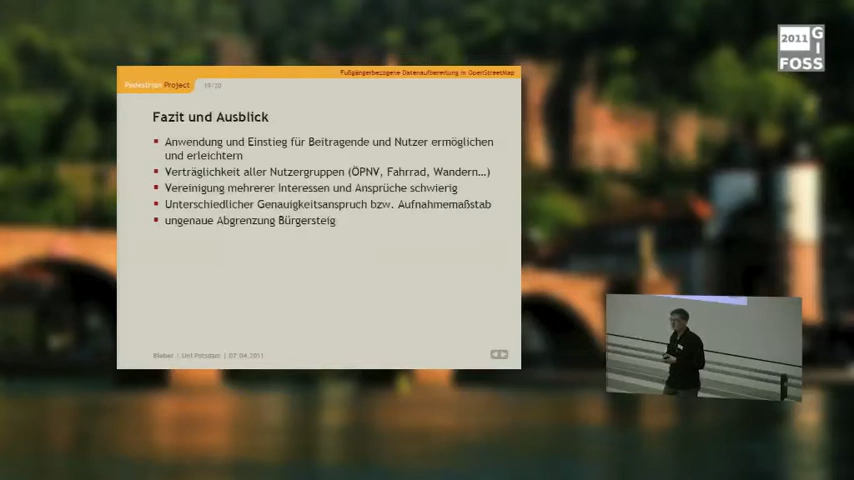 2011
GI
FOSS
Fußgängerbezogene Datenaufbereitung in OpenStreetMap
Pedestrian Project
19/20
Fazit und Ausblick
Anwendung und Einstieg für Beitragende und Nutzer ermöglichen
und erleichtern
Verträglichkeit aller Nutzergruppen (ÖPNV, Fahrrad, Wandern...)
Vereinigung mehrerer Interessen und Ansprüche schwierig
Unterschiedlicher Genauigkeitsanspruch bzw. Aufnahmemaßstab
ungenaue Abgrenzung Bürgersteig
Bieber | Uni Potsdam | 07.04.2011